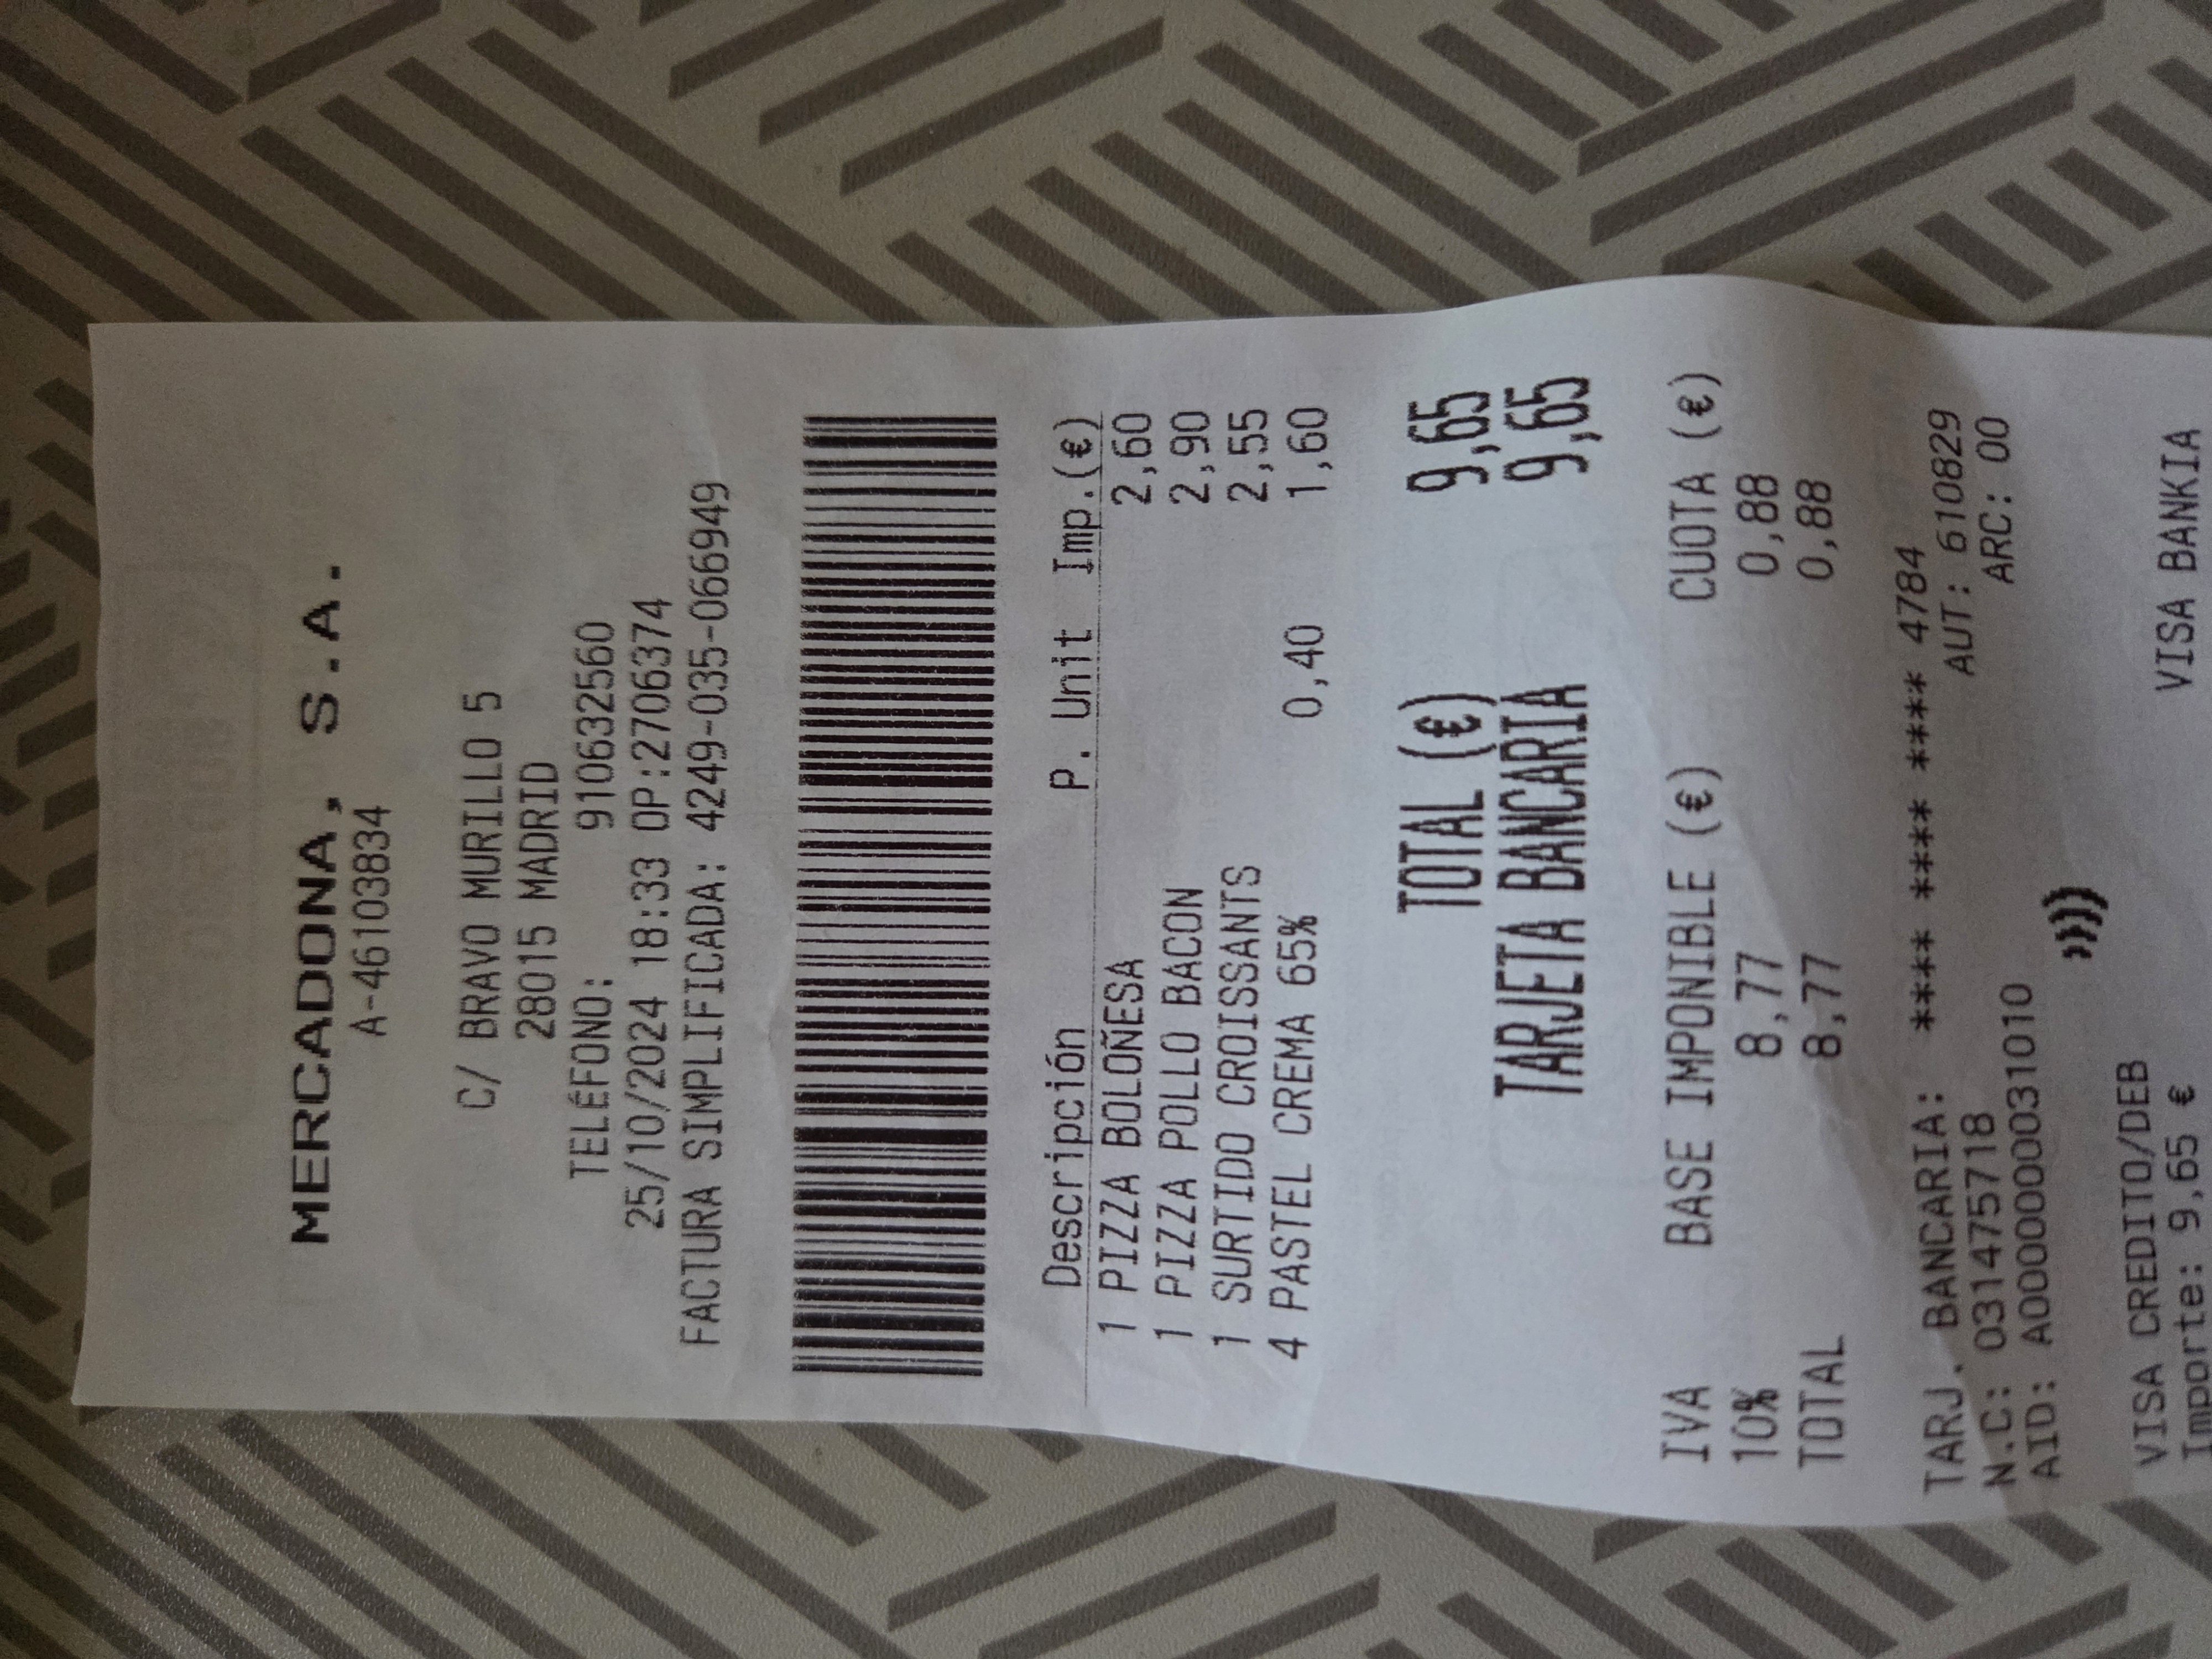 MERCADONA, S.A.
A-46103834
C/ BRAVO MURILLO 5
28015 MADRID
TELÉFONO: 910632560
25/10/2024 18:33 OP:2706374
FACTURA SIMPLIFICADA: 4249-035-066949
Descripción P. Unit Imp.(€)
1 PIZZA BOLOÑESA 2,60
1 PIZZA POLLO BACON 2,90
1 SURTIDO CROISSANTS 2,55
4 PASTEL CREMA 65% 0,40 1,60
TOTAL (€) 9,65
TARJETA BANCARIA 9,65
IVA BASE IMPONIBLE (€) CUOTA (€)
10% 8,77 0,88
TOTAL 8,77 0,88
TARJ. BANCARIA: **** **** **** 4784
N.C: 031475718 AUT: 610829
AID: A0000000031010 ARC: 00
VISA CREDITO/DEB
Importe: 9,65 € VISA BANKIA